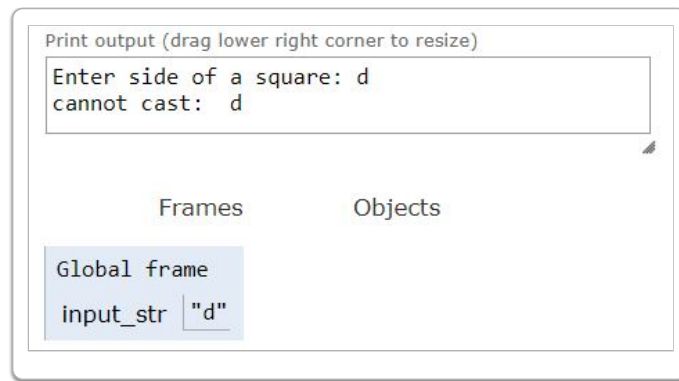 Print output (drag lower right corner to resize)
Enter side of a square: d
cannot cast:  d
Frames Objects
Global frame
input_str "d"